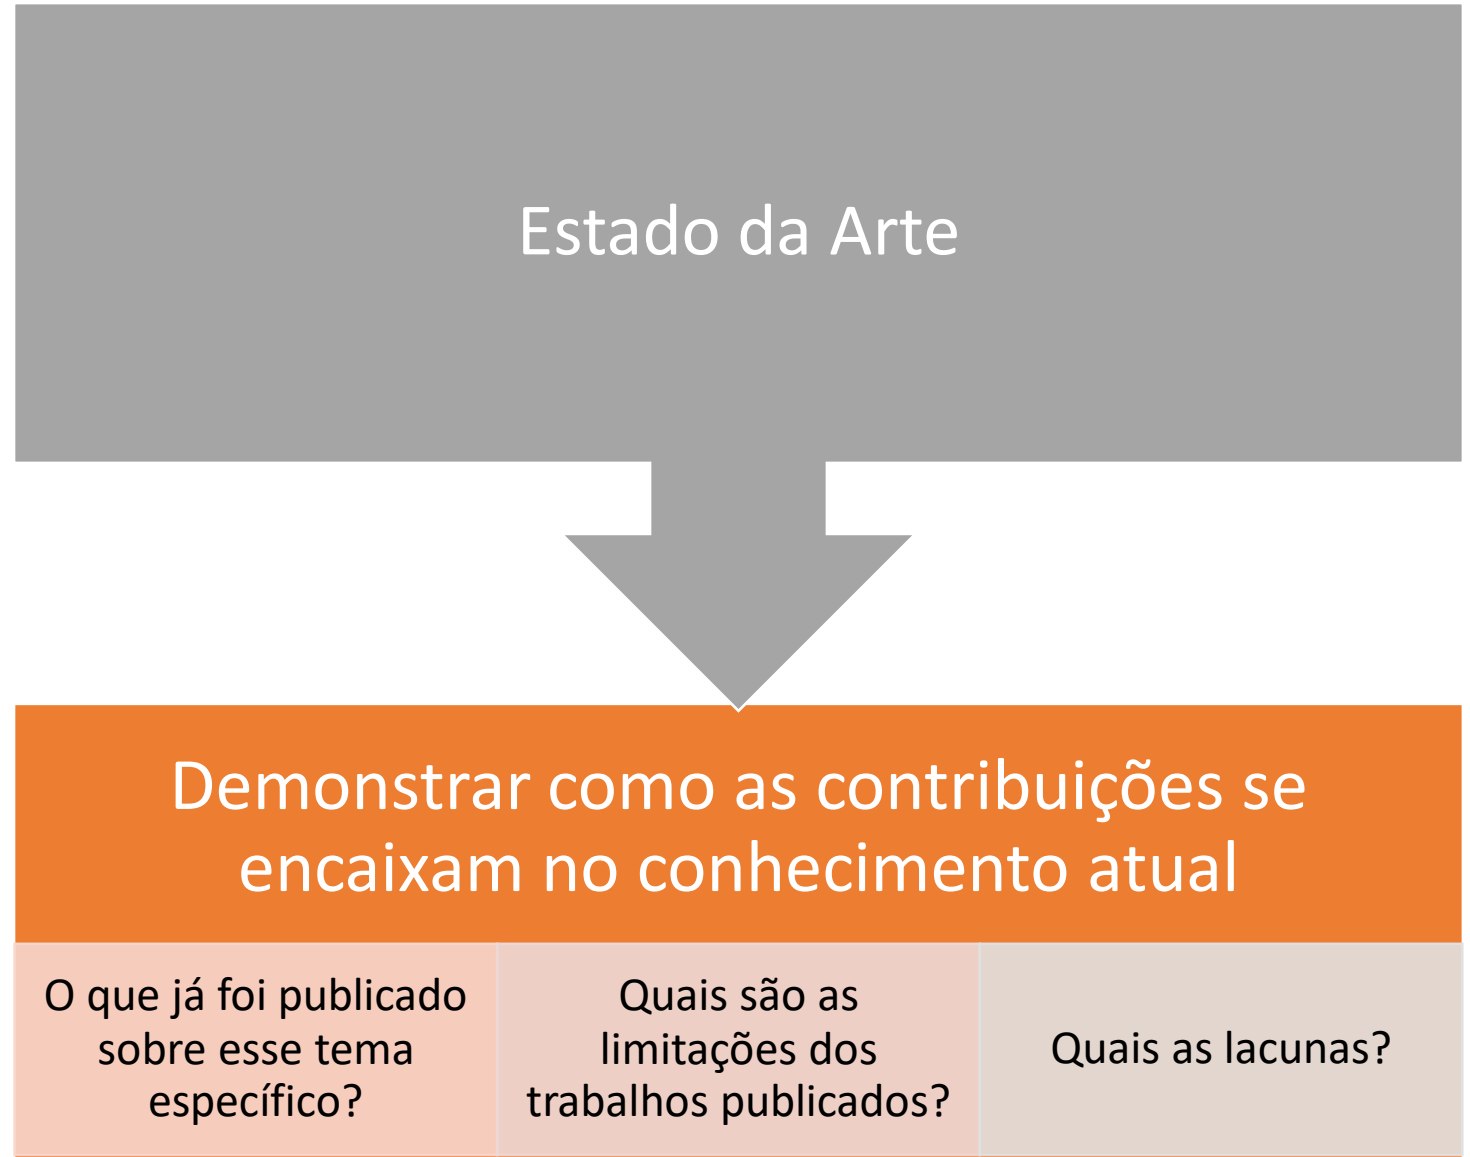 Estado da Arte
Demonstrar como as contribuições se
encaixam no conhecimento atual
O que já foi publicado
sobre esse tema
específico?
Quais são as
limitações dos
trabalhos publicados?
Quais as lacunas?